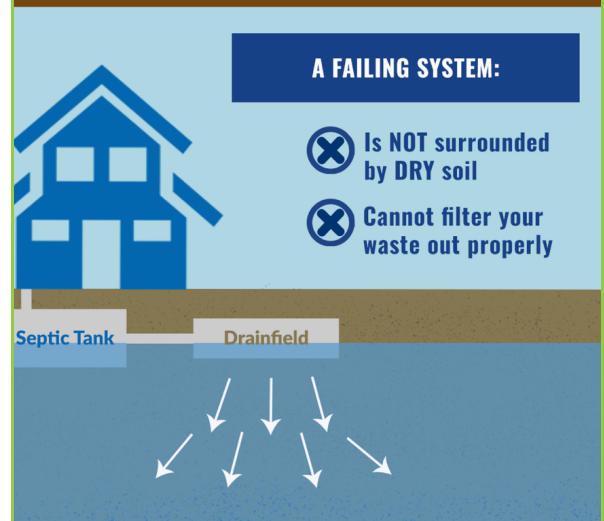 A FAILING SYSTEM:
Is NOT surrounded
by DRY soil
Cannot filter your
waste out properly
Septic Tank
Drainfield